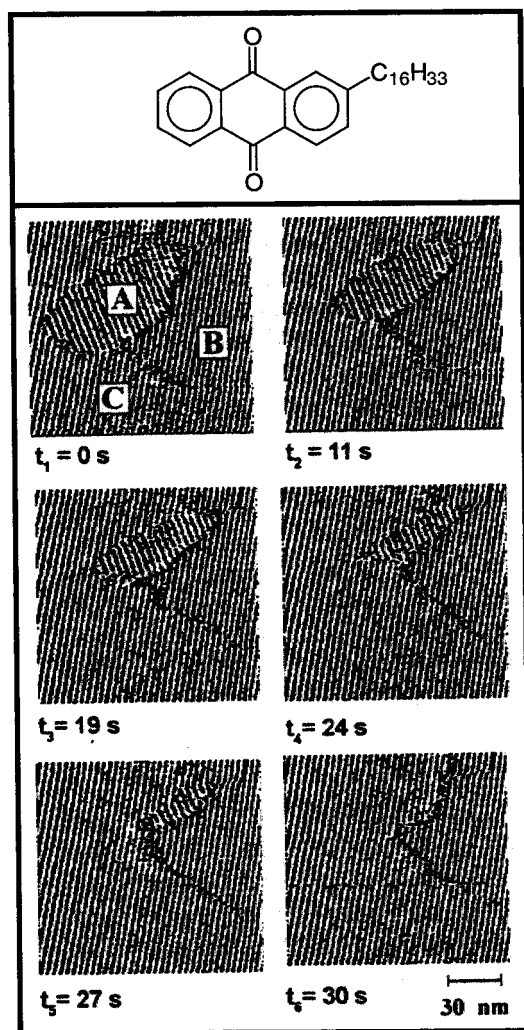 O
C₁₆H₃₃
O
A
B
C
t₁ = 0 s
t₂ = 11 s
t₃ = 19 s
t₄ = 24 s
t₅ = 27 s
t₆ = 30 s
30 nm